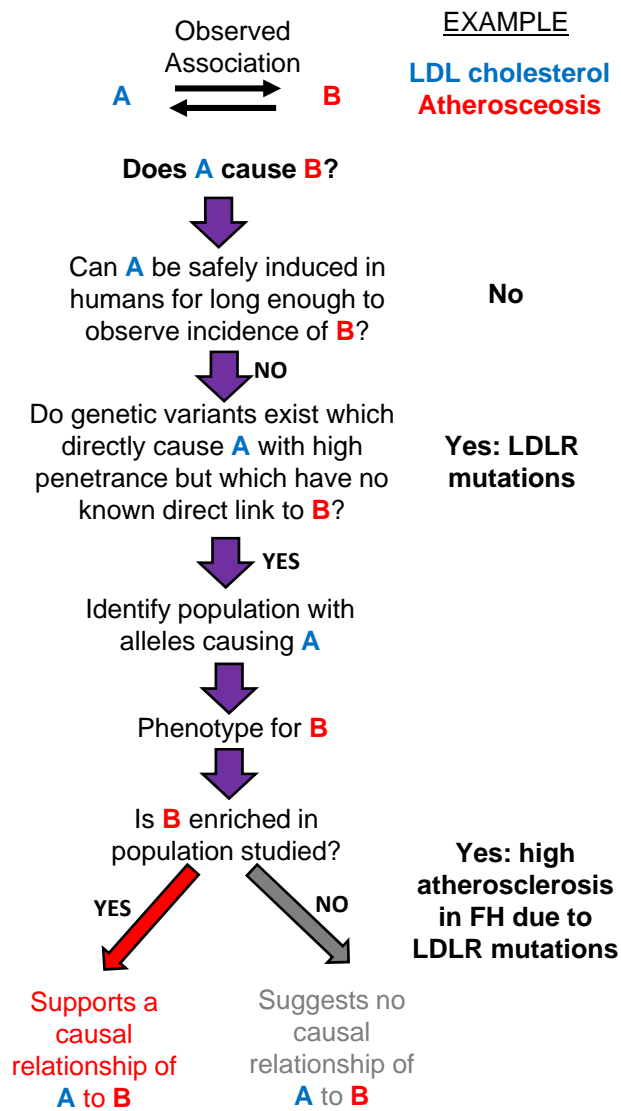 Observed
Association
A
B
EXAMPLE
LDL cholesterol
Atherosceosis
Does A cause B?
Can A be safely induced in
humans for long enough to
observe incidence of B?
No
NO
Do genetic variants exist which
directly cause A with high
penetrance but which have no
known direct link to B?
Yes: LDLR
mutations
YES
Identify population with
alleles causing A
Phenotype for B
Is B enriched in
population studied?
Yes: high
atherosclerosis
in FH due to
LDLR mutations
YES
NO
Supports a
causal
relationship of
A to B
Suggests no
causal
relationship of
A to B